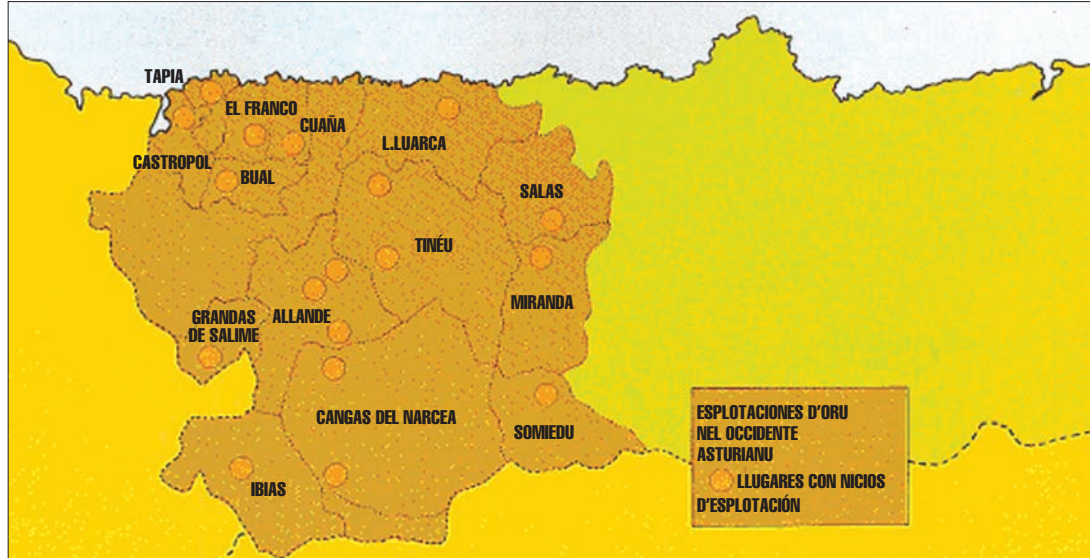 TAPIA
EL FRANCO
CUAÑA
L.LUARCA
CASTROPOL
BUAL
SALAS
TINÉU
MIRANDA
GRANDAS
DE SALIME
ALLANDE
CANGAS DEL NARCEA
SOMIEDU
IBIAS
ESPLOTACIONES D'ORU
NEL OCCIDENTE
ASTURIANU
LLUGARES CON NICIOS
D'ESPLOTACIÓN